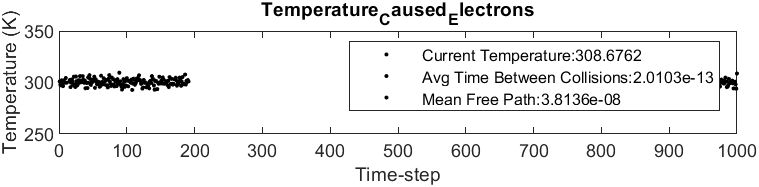 Temperature_Caused_Electrons
Temperature (K)
350
300
250
Current Temperature:308.6762
Avg Time Between Collisions:2.0103e-13
Mean Free Path:3.8136e-08
0 100 200 300 400 500 600 700 800 900 1000
Time-step